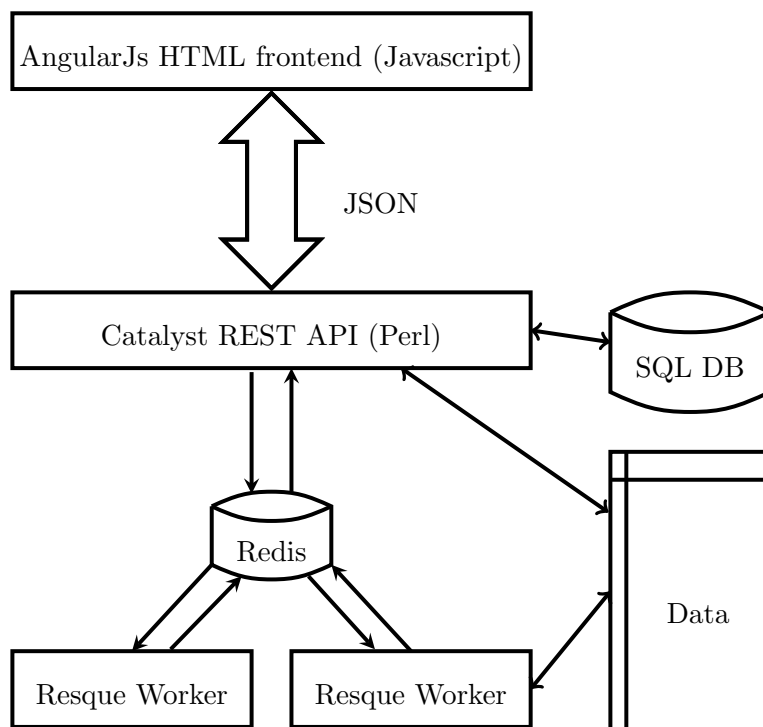 AngularJs HTML frontend (Javascript)
JSON
Catalyst REST API (Perl)
SQL DB
Redis
Data
Resque Worker
Resque Worker